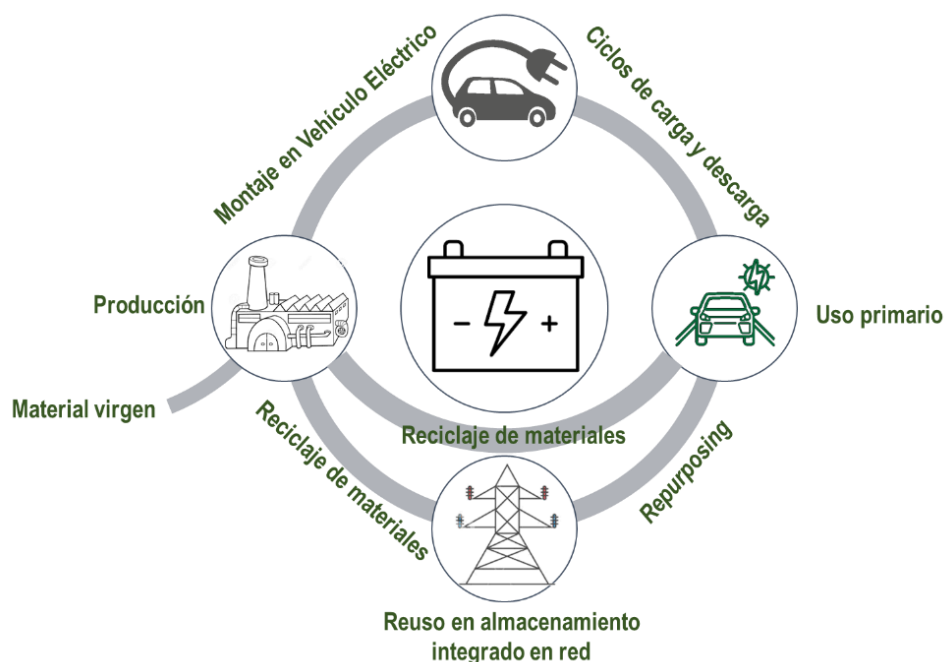 Montaje en Vehículo Eléctrico
Ciclos de carga y descarga
Producción
Uso primario
Material virgen
Reciclaje de materiales
Reciclaje de materiales
Repurposing
Reuso en almacenamiento
integrado en red